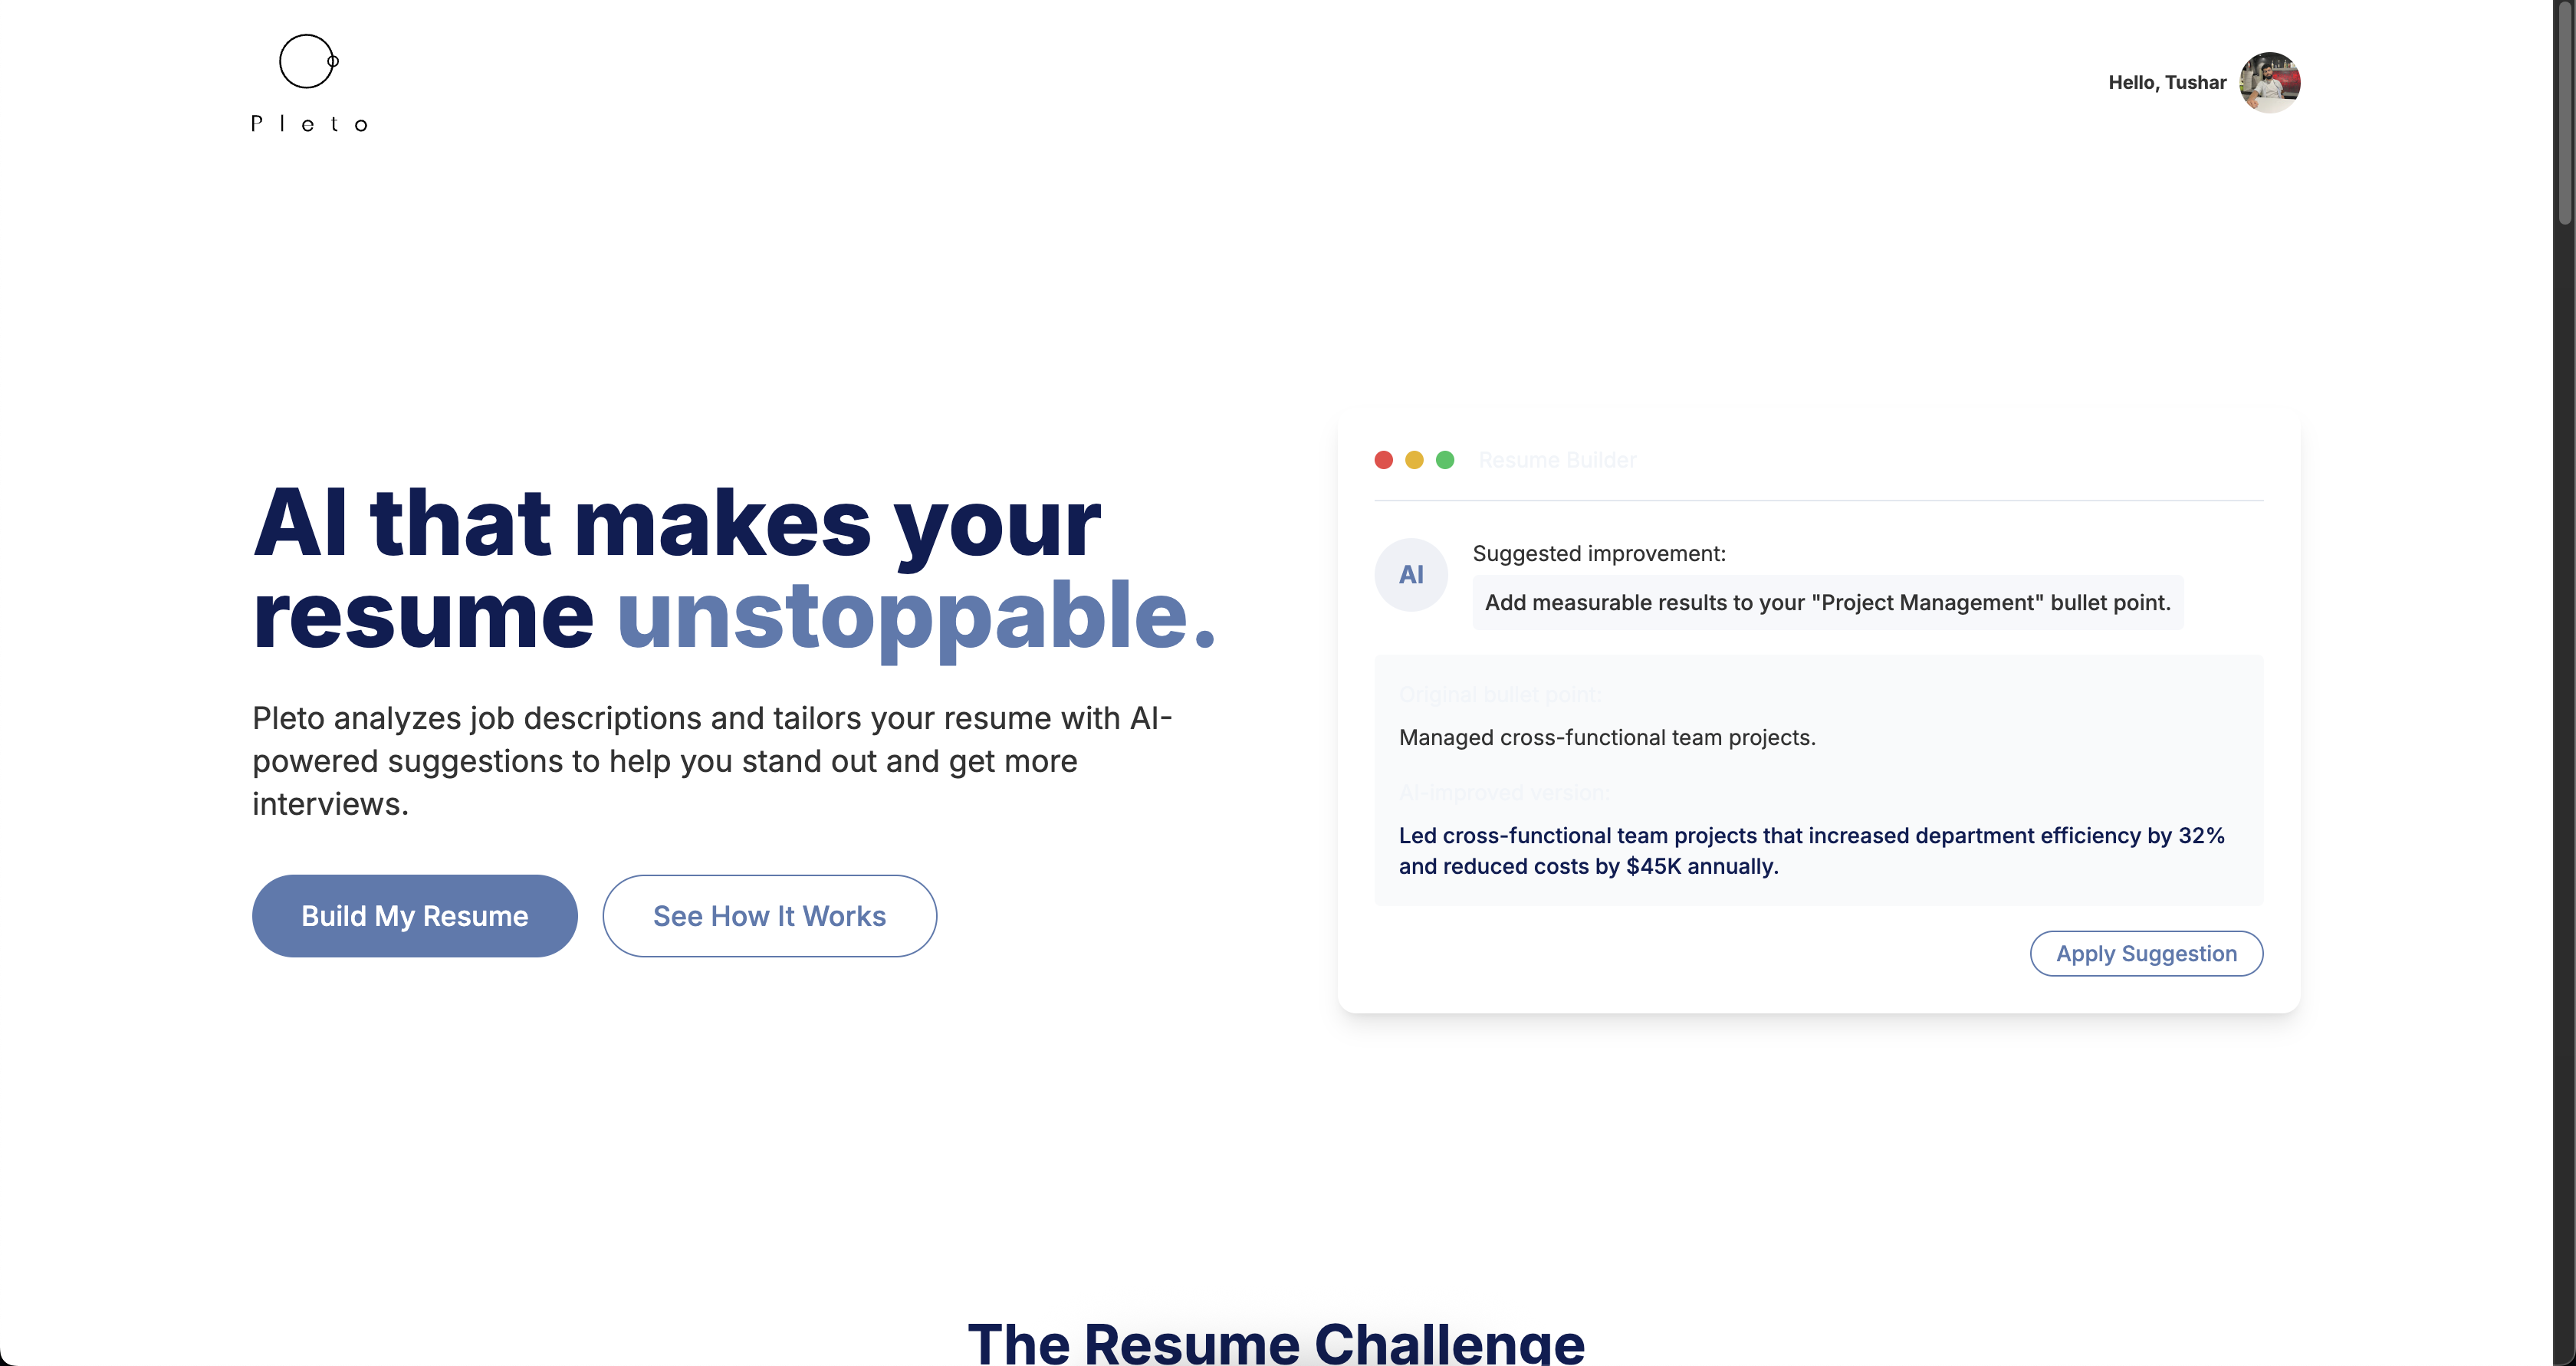 Pleto
Hello, Tushar
AI that makes your
resume unstoppable.
Pleto analyzes job descriptions and tailors your resume with AI-
powered suggestions to help you stand out and get more
interviews.
Build My Resume
See How It Works
Resume Builder
AI
Suggested improvement:
Add measurable results to your "Project Management" bullet point.
Original bullet point:
Managed cross-functional team projects.
AI-improved version:
Led cross-functional team projects that increased department efficiency by 32%
and reduced costs by $45K annually.
Apply Suggestion
The Resume Challenge